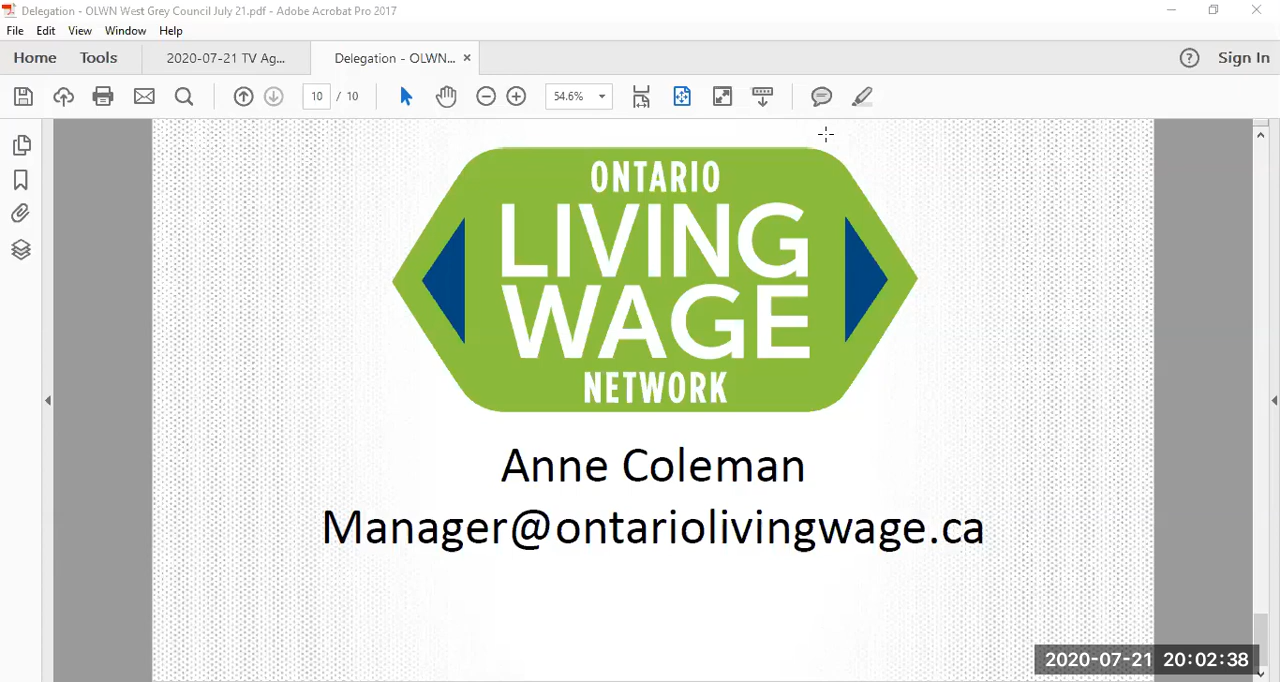 Delegation - OLWN West Grey Council July 21.pdf - Adobe Acrobat Pro 2017
File Edit View Window Help
Home Tools 2020-07-21 TV Ag... Delegation - OLWN... × ? Sign In
10 / 10 54.6%
ONTARIO
LIVING
WAGE
NETWORK
Anne Coleman
Manager@ontariolivingwage.ca
2020-07-21 20:02:38